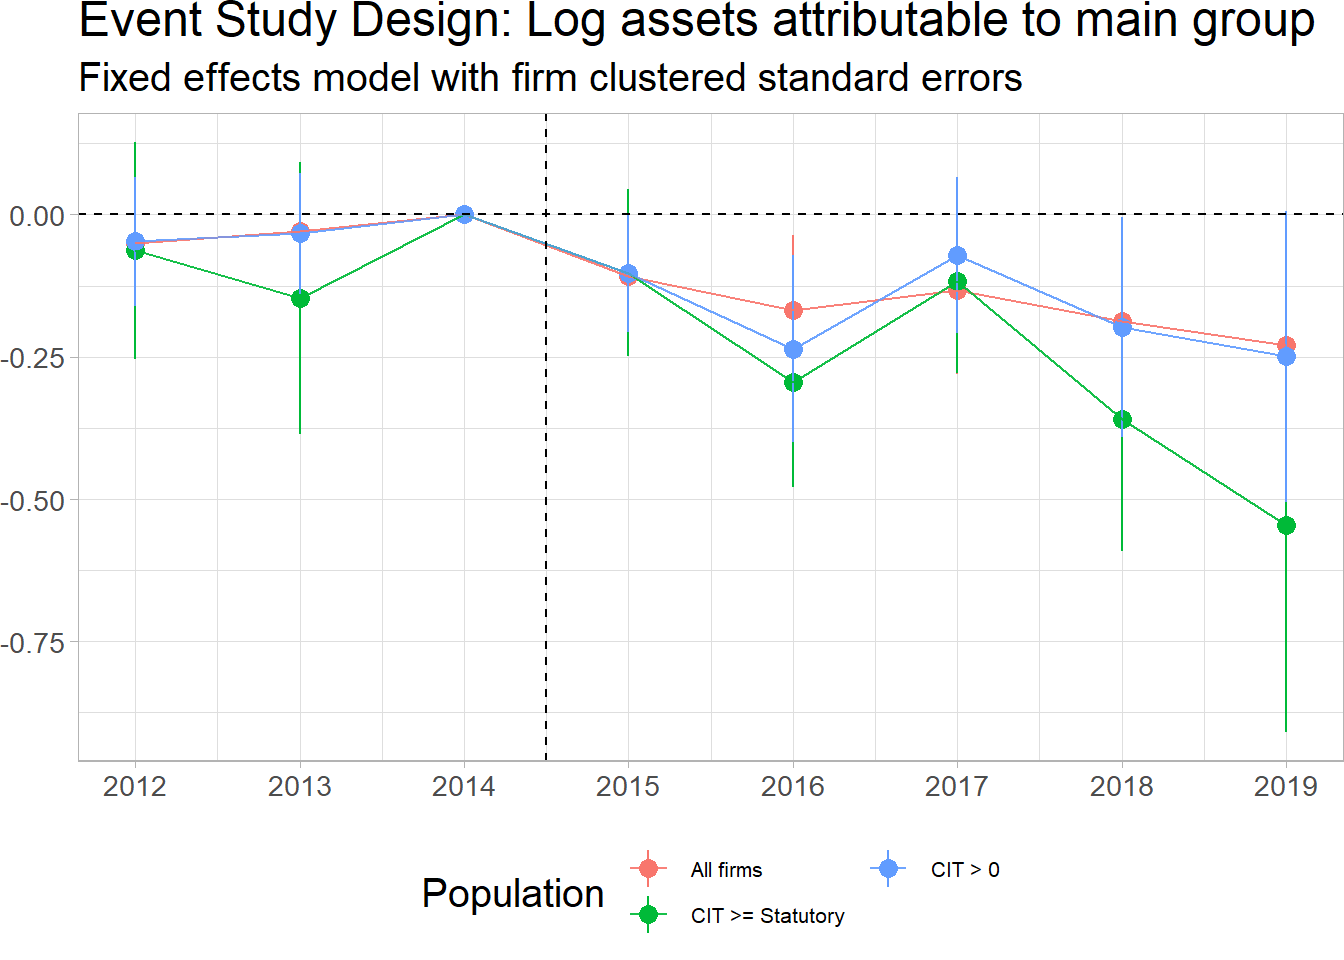 Event Study Design: Log assets attributable to main group
Fixed effects model with firm clustered standard errors
0.00
-0.25
-0.50
-0.75
2012 2013 2014 2015 2016 2017 2018 2019
Population
All firms
CIT >= Statutory
CIT > 0